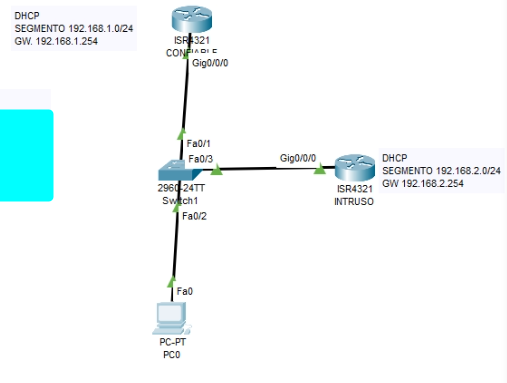 DHCP
SEGMENTO 192.168.1.0/24
GW. 192.168.1.254
ISR4321
CONFIABLE
Gig0/0/0
Fa0/1
Fa0/3
Gig0/0/0
2960-24TT
Switch1
Fa0/2
DHCP
SEGMENTO 192.168.2.0/24
GW 192.168.2.254
ISR4321
INTRUSO
Fa0
PC-PT
PC0